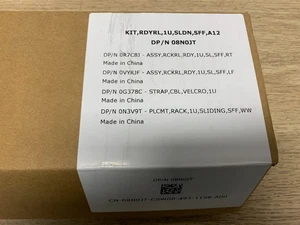 KIT,RDYRL,1U,SLDN,SFF,A12
DP/N 08N0JT
DP/N 0R7C8J - ASSY,RCKRL,RDY,1U,SL,SFF,RT
Made in China
DP/N - ASSY,RCKRL,RDY,1U,SL,SFF,LF
Made in China
DP/N 0G378C - STRAP,CBL,VELCRO,1U
Made in China
DP/N 0N3V9T - PLCMT,RACK,1U,SLIDING,SFF,WW
Made in China
DP/N 08N0JT